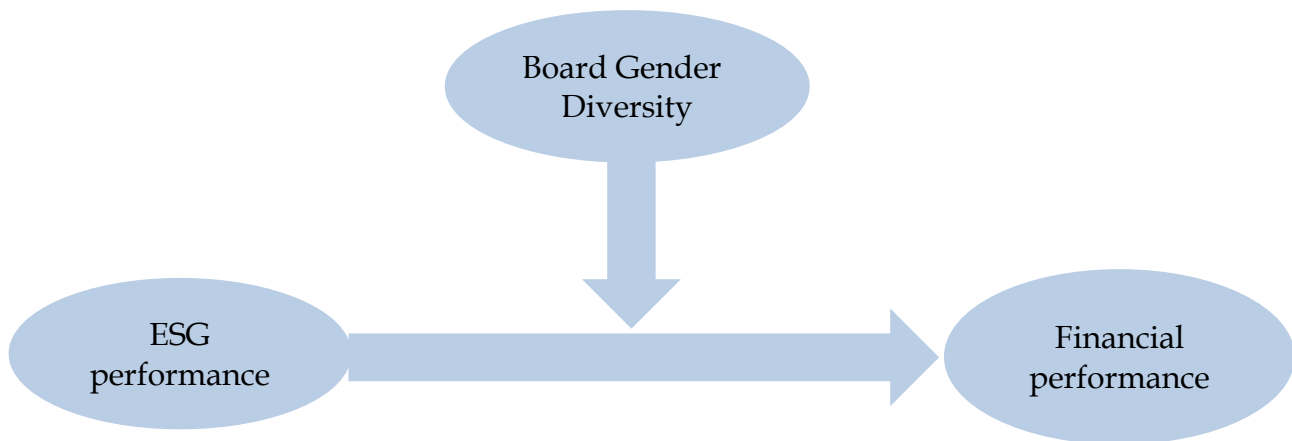 Board Gender
Diversity
ESG
performance
Financial
performance